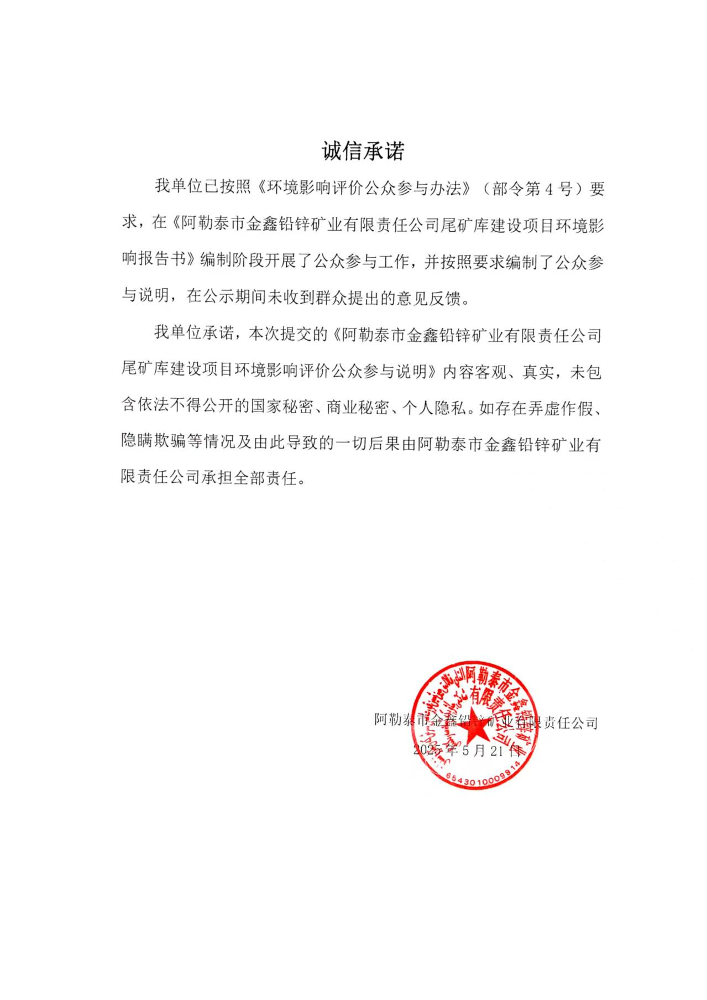 诚信承诺
我单位已按照《环境影响评价公众参与办法》（部令第 4 号）要
求，在《阿勒泰市金鑫铅锌矿业有限责任公司尾矿库建设项目环境影
响报告书》编制阶段开展了公众参与工作，并按照要求编制了公众参
与说明，在公示期间未收到群众提出的意见反馈。
我单位承诺，本次提交的《阿勒泰市金鑫铅锌矿业有限责任公司
尾矿库建设项目环境影响评价公众参与说明》内容客观、真实，未包
含依法不得公开的国家秘密、商业秘密、个人隐私。如存在弄虚作假、
隐瞒欺骗等情况及由此导致的一切后果由阿勒泰市金鑫铅锌矿业有
限责任公司承担全部责任。
阿勒泰市金鑫铅锌矿业
有限责任公司
阿勒泰市金鑫铅锌矿业有限责任公司
2025 年 5 月 21 日
6543010009914